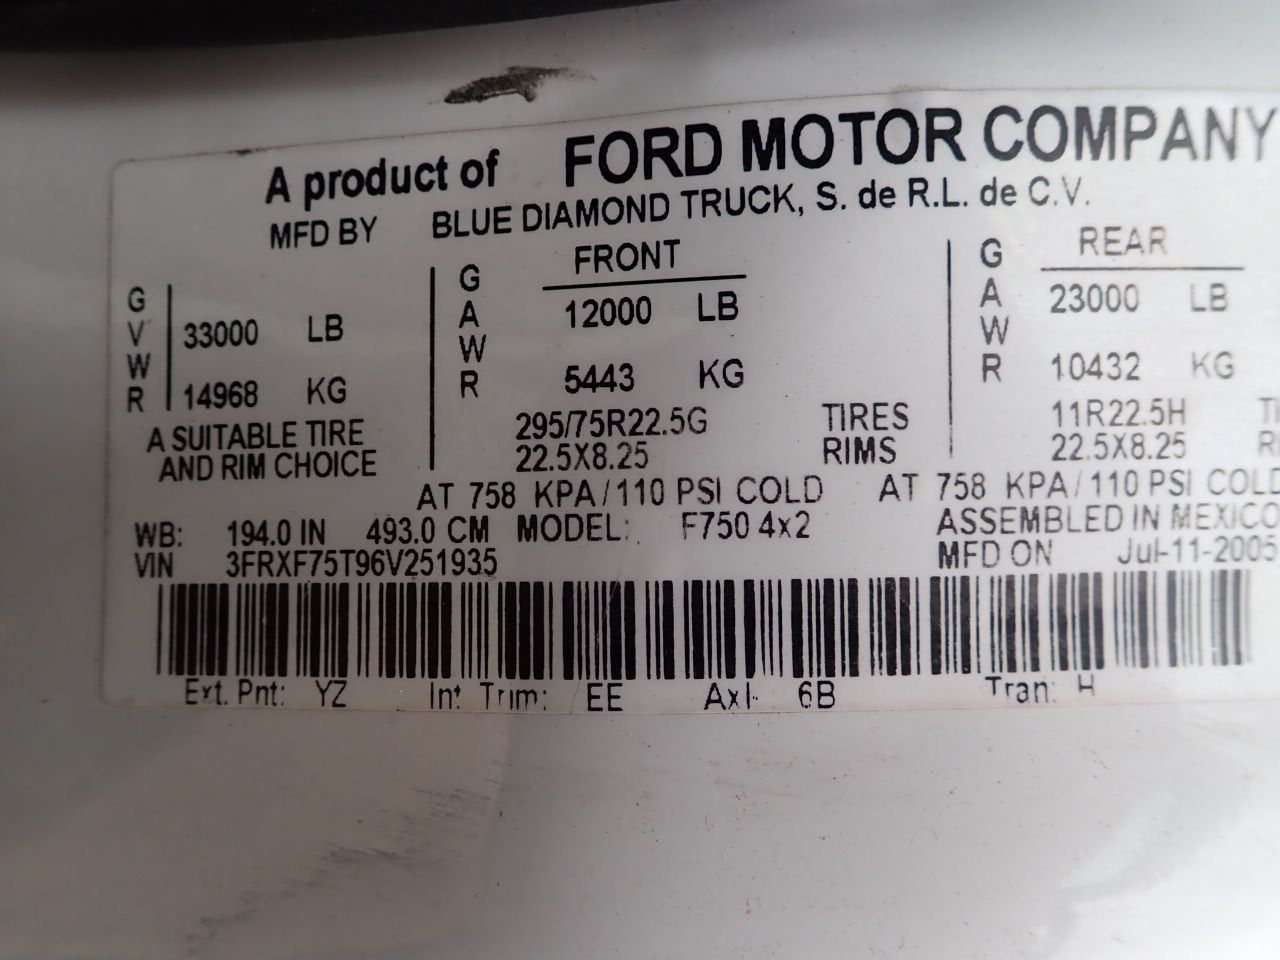 A product of FORD MOTOR COMPANY
MFD BY BLUE DIAMOND TRUCK, S. de R.L. de C.V.
GVWR 33000 LB
14968 KG
GAWR FRONT
12000 LB
5443 KG
GAWR REAR
23000 LB
10432 KG
A SUITABLE TIRE
AND RIM CHOICE
295/75R22.5G TIRES 11R22.5H
22.5X8.25 RIMS 22.5X8.25
AT 758 KPA/110 PSI COLD AT 758 KPA/110 PSI COLD
WB: 194.0 IN 493.0 CM MODEL: F750 4x2 ASSEMBLED IN MEXICO
VIN 3FRXF75T96V251935 MFD ON Jul-11-2005
Ext. Pnt: YZ Int Trim: EE Axl- 6B Tran: H